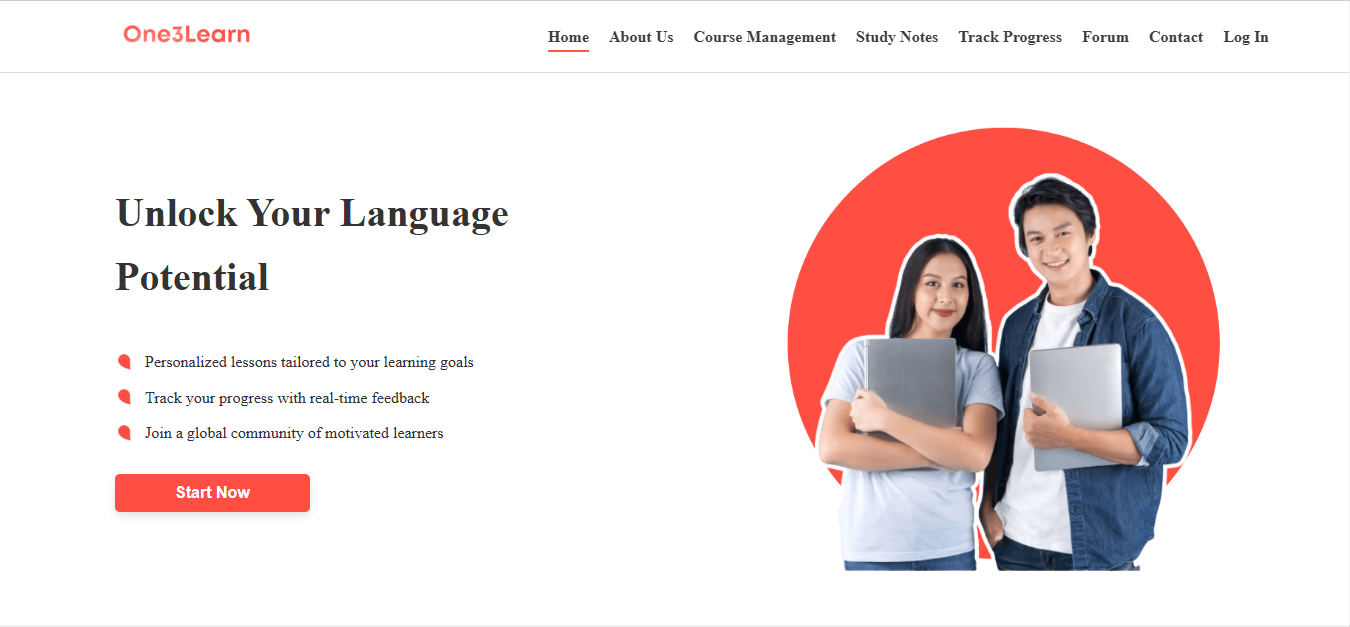 One3Learn
Home About Us Course Management Study Notes Track Progress Forum Contact Log In
Unlock Your Language
Potential
Personalized lessons tailored to your learning goals
Track your progress with real-time feedback
Join a global community of motivated learners
Start Now